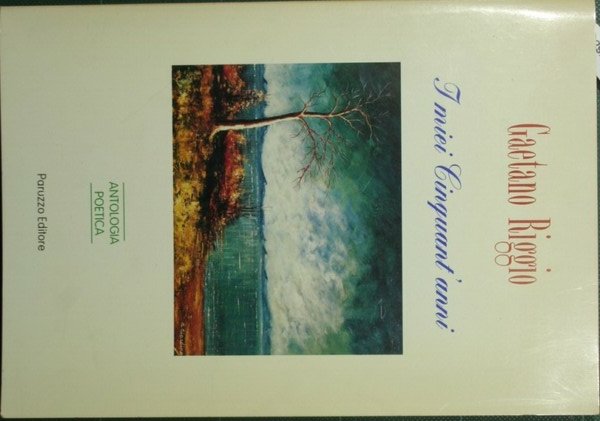 Gaetano Riggio
I miei Cinquant'anni
ANTOLOGIA
POETICA
Paruzzo Editore